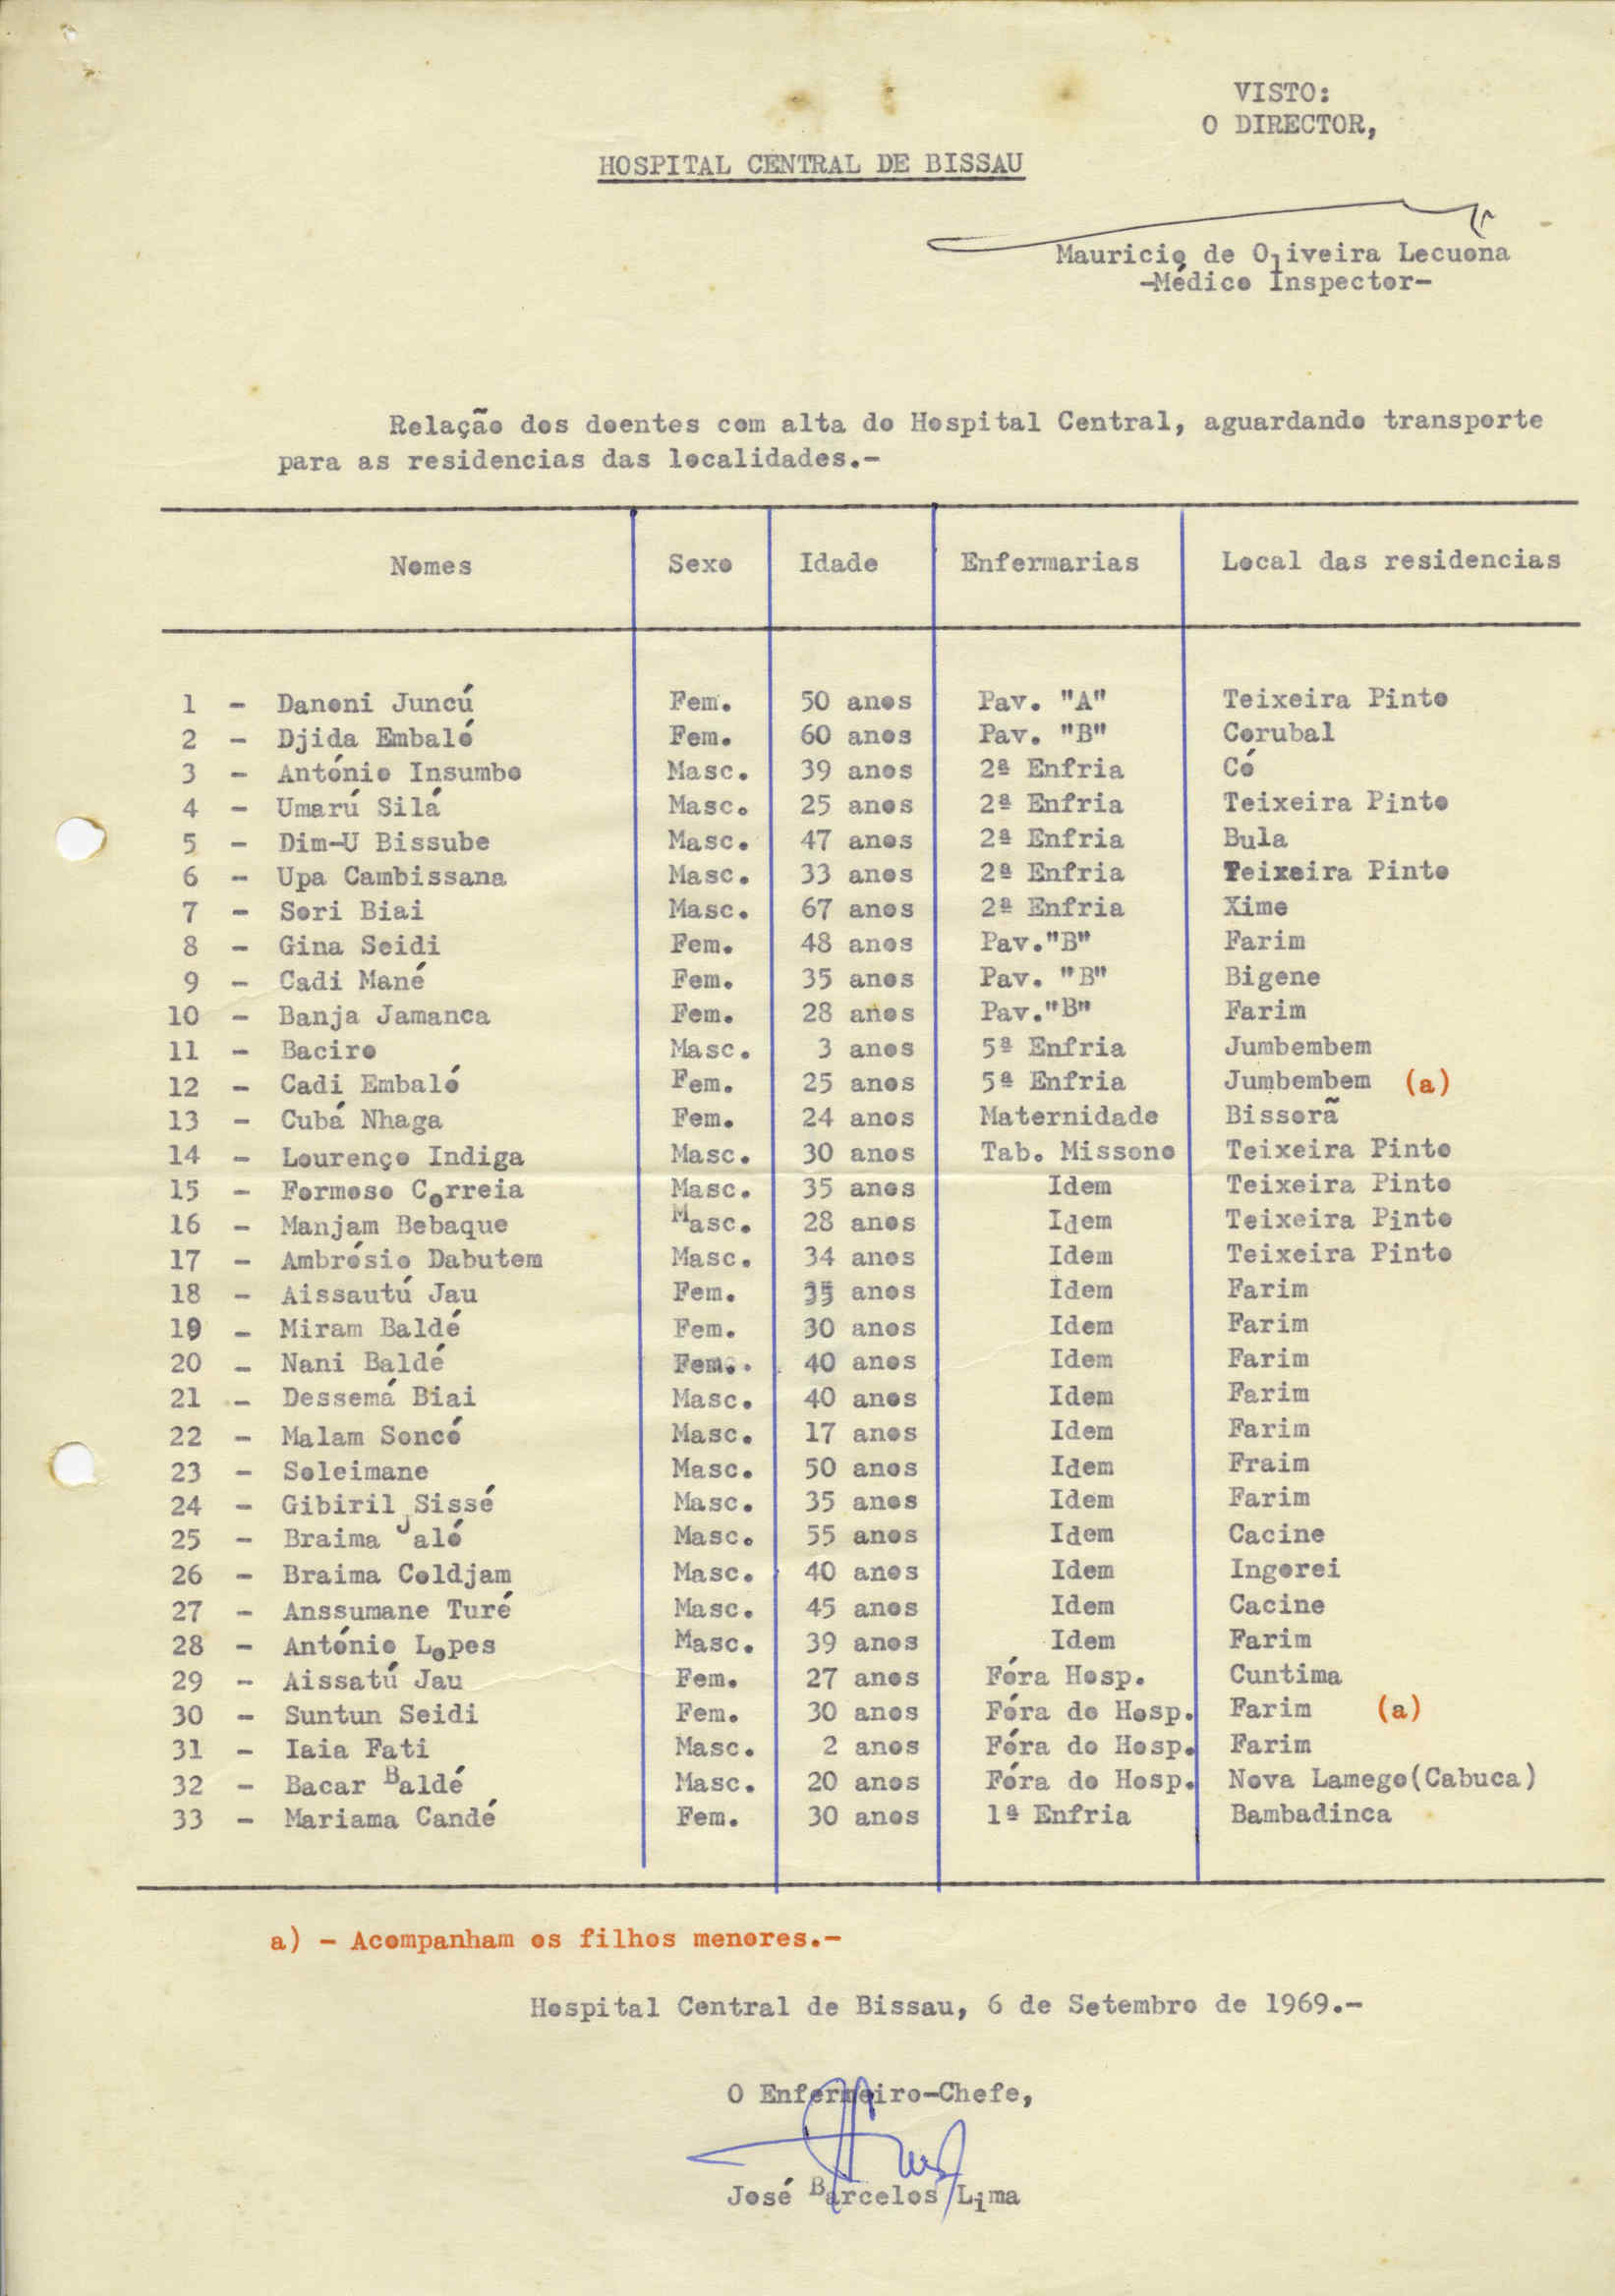 VISTO:
O DIRECTOR,
HOSPITAL CENTRAL DE BISSAU
Mauricio de Oliveira Lecuona
-Médico Inspector-
Relação dos doentes com alta do Hospital Central, aguardando transporte
para as residencias das localidades.-
Nomes Sexo Idade Enfermarias Local das residencias
1 - Danoni Juncú Fem. 50 anos Pav. "A" Teixeira Pinto
2 - Djida Embaló Fem. 60 anos Pav. "B" Corubal
3 - António Insumbo Masc. 39 anos 2ª Enfria Có
4 - Umarú Silá Masc. 25 anos 2ª Enfria Teixeira Pinto
5 - Dim-U Bissube Masc. 47 anos 2ª Enfria Bula
6 - Upa Cambissana Masc. 33 anos 2ª Enfria Teixeira Pinto
7 - Sori Biai Masc. 67 anos 2ª Enfria Xime
8 - Gina Seidi Fem. 48 anos Pav."B" Farim
9 - Cadi Mané Fem. 35 anos Pav. "B" Bigene
10 - Banja Jamanca Fem. 28 anos Pav."B" Farim
11 - Baciro Masc. 3 anos 5ª Enfria Jumbembem
12 - Cadi Embaló Fem. 25 anos 5ª Enfria Jumbembem (a)
13 - Cubá Nhaga Fem. 24 anos Maternidade Bissorã
14 - Lourenço Indiga Masc. 30 anos Tab. Missono Teixeira Pinto
15 - Formoso Correia Masc. 35 anos Idem Teixeira Pinto
16 - Manjam Bebaque Masc. 28 anos Idem Teixeira Pinto
17 - Ambrósio Dabutem Masc. 34 anos Idem Teixeira Pinto
18 - Aissautú Jau Fem. anos Idem Farim
19 - Miram Baldé Fem. 30 anos Idem Farim
20 - Nani Baldé Fem. 40 anos Idem Farim
21 - Dessemá Biai Masc. 40 anos Idem Farim
22 - Malam Soncó Masc. 17 anos Idem Farim
23 - Soleimane Masc. 50 anos Idem Fraim
24 - Gibiril Sissé Masc. 35 anos Idem Farim
25 - Braima Jaló Masc. 55 anos Idem Cacine
26 - Braima Coldjam Masc. 40 anos Idem Ingorei
27 - Anssumane Turé Masc. 45 anos Idem Cacine
28 - António Lopes Masc. 39 anos Idem Farim
29 - Aissatú Jau Fem. 27 anos Fóra Hosp. Cuntima
30 - Suntun Seidi Fem. 30 anos Fóra do Hosp. Farim (a)
31 - Iaia Fati Masc. 2 anos Fóra do Hosp. Farim
32 - Bacar Baldé Masc. 20 anos Fóra do Hosp. Nova Lamego(Cabuca)
33 - Mariama Candé Fem. 30 anos 1ª Enfria Bambadinca
a) - Acompanham os filhos menores.-
Hospital Central de Bissau, 6 de Setembro de 1969.-
O Enfermeiro-Chefe,
José Barcelos Lima